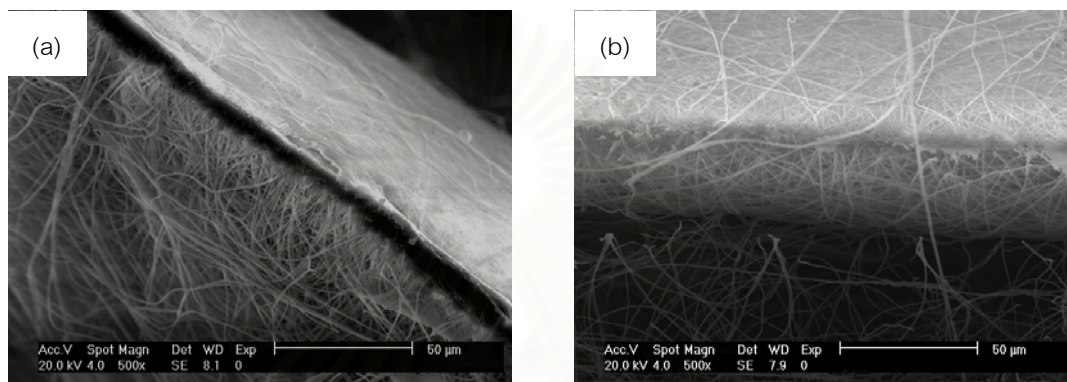 (a)
(b)
Acc.V Spot Magn Det WD Exp 50 µm
20.0 kV 4.0 500x SE 8.1 0
Acc.V Spot Magn Det WD Exp 50 µm
20.0 kV 4.0 500x SE 7.9 0